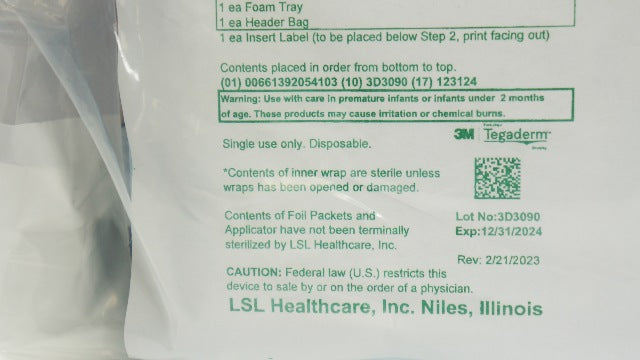 1 ea Foam Tray
1 ea Header Bag
1 ea Insert Label (to be placed below Step 2, print facing out)
Contents placed in order from bottom to top.
(01) 00661392054103 (10) 3D3090 (17) 123124
Warning: Use with care in premature infants or infants under 2 months
of age. These products may cause irritation or chemical burns.
3M Tegaderm
Single use only. Disposable.
*Contents of inner wrap are sterile unless
wraps has been opened or damaged.
Contents of Foil Packets and
Applicator have not been terminally
sterilized by LSL Healthcare, Inc.
Lot No:3D3090
Exp:12/31/2024
Rev: 2/21/2023
CAUTION: Federal law (U.S.) restricts this
device to sale by or on the order of a physician.
LSL Healthcare, Inc. Niles, Illinois